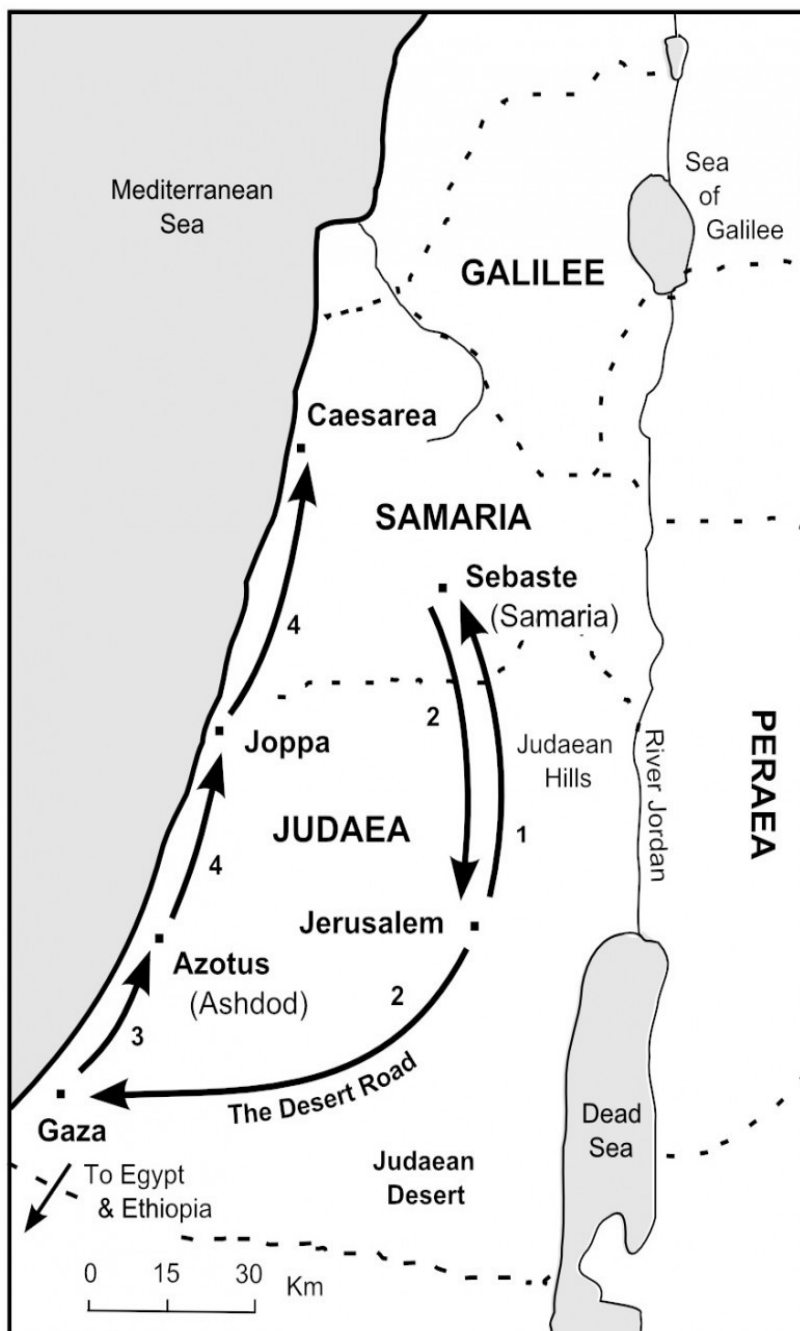 Mediterranean
Sea
Sea
of
Galilee
GALILEE
Caesarea
SAMARIA
Sebaste
(Samaria)
4
2
Joppa
Judaean
Hills
River Jordan
PERAEA
1
JUDAEA
4
Jerusalem
Azotus
(Ashdod)
2
3
The Desert Road
Gaza
Dead
Sea
To Egypt
& Ethiopia
Judaean
Desert
0 15 30 Km